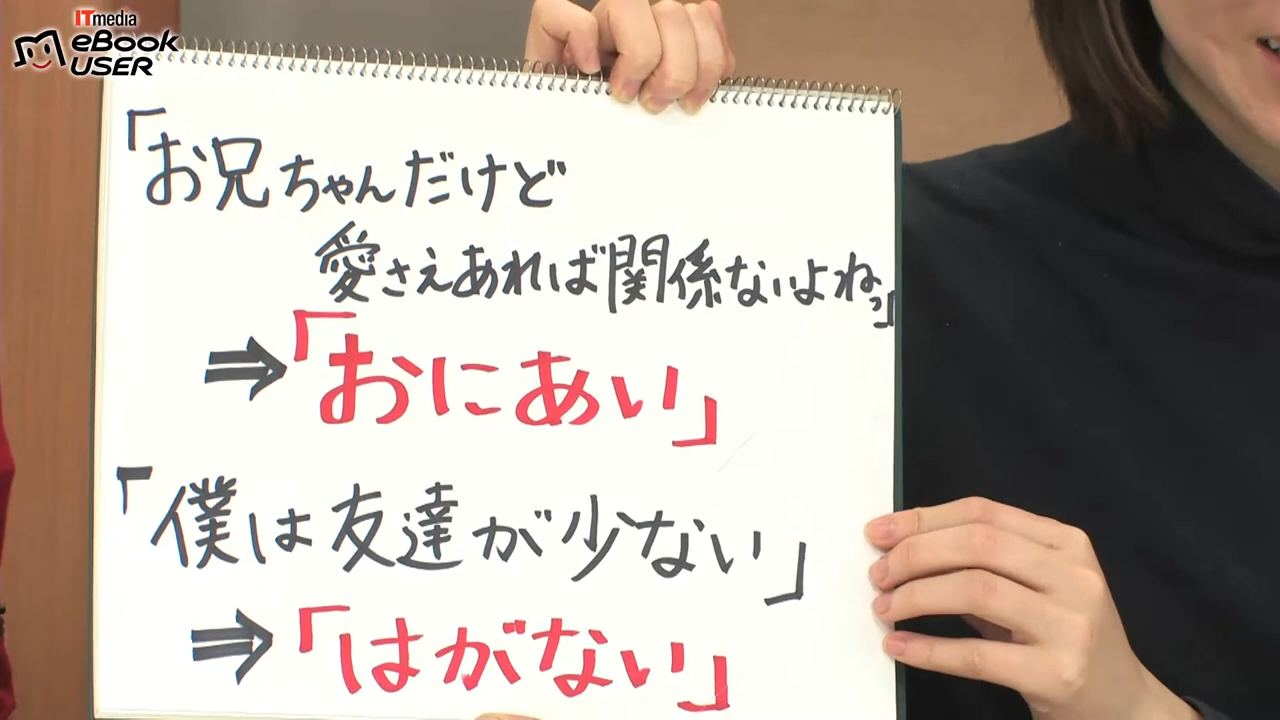 ITmedia
eBook
USER
「お兄ちゃんだけど
愛さえあれば関係ないよねっ」
⇒「おにあい」
「僕は友達が少ない」
⇒「はがない」